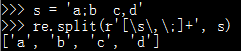 >>> s = 'a;b  c,d'
>>> re.split(r'[\s\,\;]+', s)
['a', 'b', 'c', 'd']